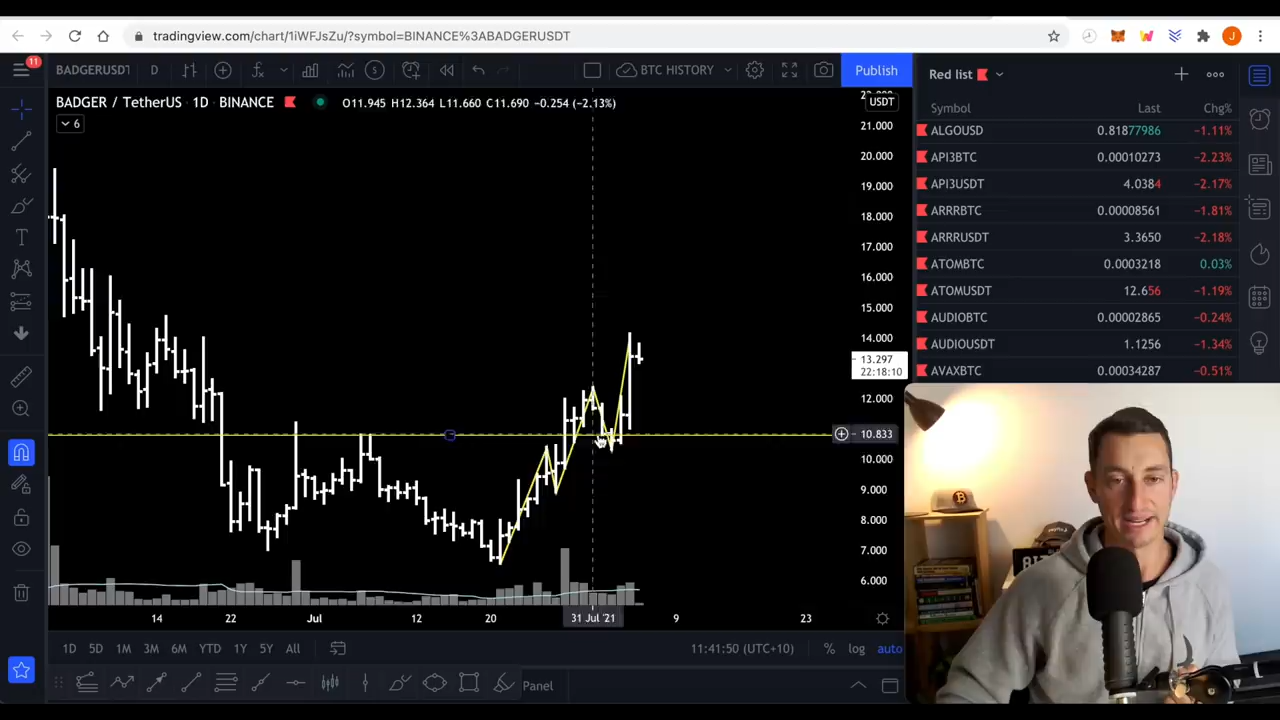 tradingview.com/chart/1iWFJsZu/?symbol=BINANCE%3ABADGERUSDT
J
11
BADGERUSDT
D
S
BTC HISTORY
Publish
Red list
BADGER / TetherUS · 1D · BINANCE
O11.945 H12.364 L11.660 C11.690 −0.254 (−2.13%)
6
USDT
Symbol Last Chg%
ALGOUSD 0.81877986 −1.11%
API3BTC 0.00010273 −2.23%
API3USDT 4.0384 −2.17%
ARRRBTC 0.00008561 −1.81%
ARRRUSDT 3.3650 −2.18%
ATOMBTC 0.0003218 0.03%
ATOMUSDT 12.656 −1.19%
AUDIOBTC 0.00002865 −0.24%
AUDIOUSDT 1.1256 −1.34%
AVAXBTC 0.00034287 −0.51%
21.000
20.000
19.000
18.000
17.000
16.000
15.000
14.000
13.297
22:18:10
12.000
10.833
10.000
9.000
8.000
7.000
6.000
14 22 Jul 12 20 31 Jul '21 9 23
1D 5D 1M 3M 6M YTD 1Y 5Y All
11:41:50 (UTC+10) % log auto
Panel